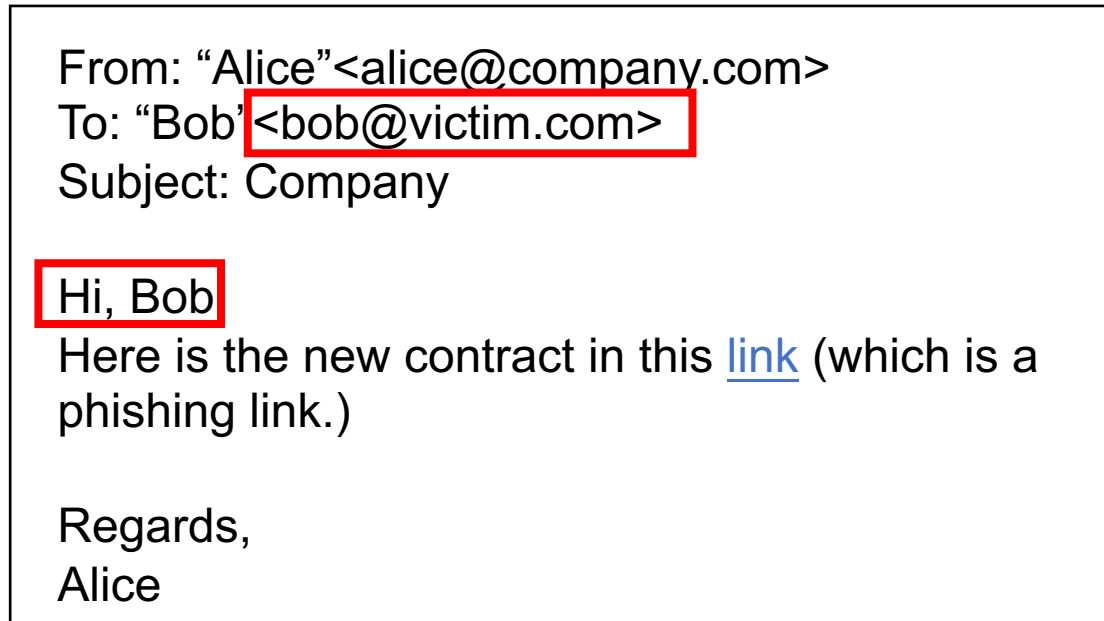 From: “Alice”<alice@company.com>
To: “Bob’<bob@victim.com>
Subject: Company
Hi, Bob
Here is the new contract in this link (which is a
phishing link.)
Regards,
Alice